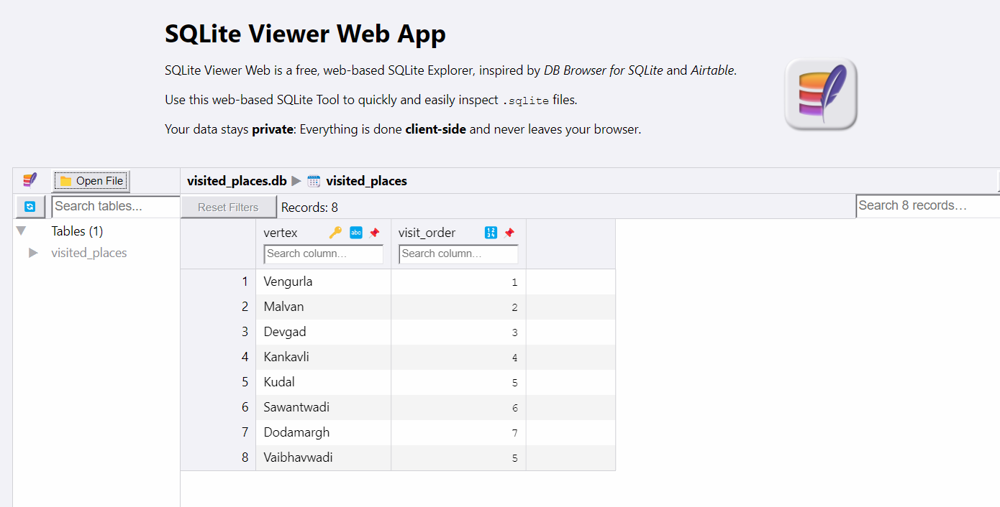 SQLite Viewer Web App
SQLite Viewer Web is a free, web-based SQLite Explorer, inspired by DB Browser for SQLite and Airtable.
Use this web-based SQLite Tool to quickly and easily inspect .sqlite files.
Your data stays private: Everything is done client-side and never leaves your browser.
Open File
visited_places.db ▶ visited_places
Search tables...
Reset Filters
Records: 8
Search 8 records…
Tables (1)
visited_places
vertex abc visit_order 1 2 3 4
Search column… Search column…
1 Vengurla 1
2 Malvan 2
3 Devgad 3
4 Kankavli 4
5 Kudal 5
6 Sawantwadi 6
7 Dodamargh 7
8 Vaibhavwadi 5